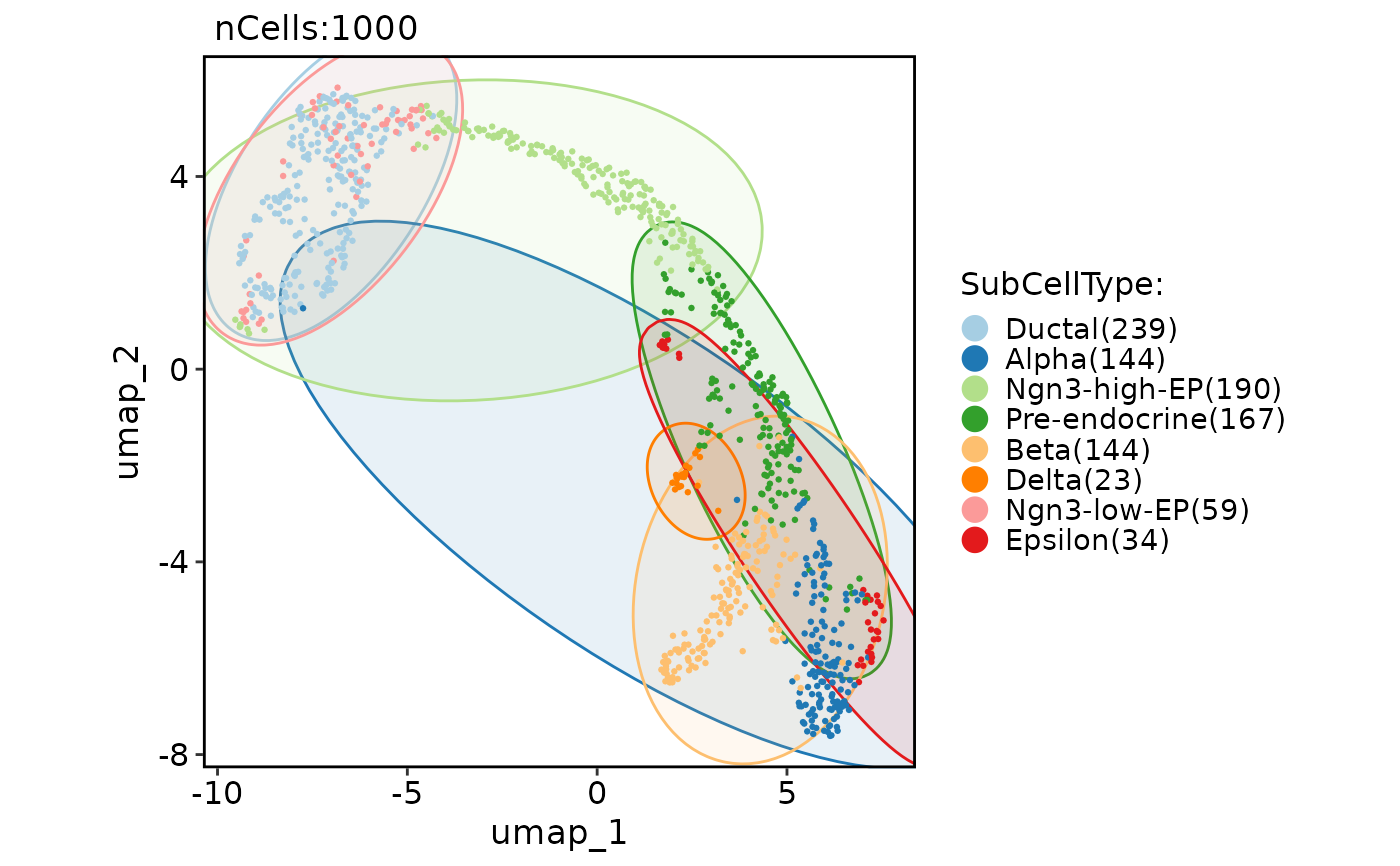 nCells:1000
4
0
-4
-8
umap_2
-10
-5
0
5
umap_1
SubCellType:
Ductal(239)
Alpha(144)
Ngn3-high-EP(190)
Pre-endocrine(167)
Beta(144)
Delta(23)
Ngn3-low-EP(59)
Epsilon(34)